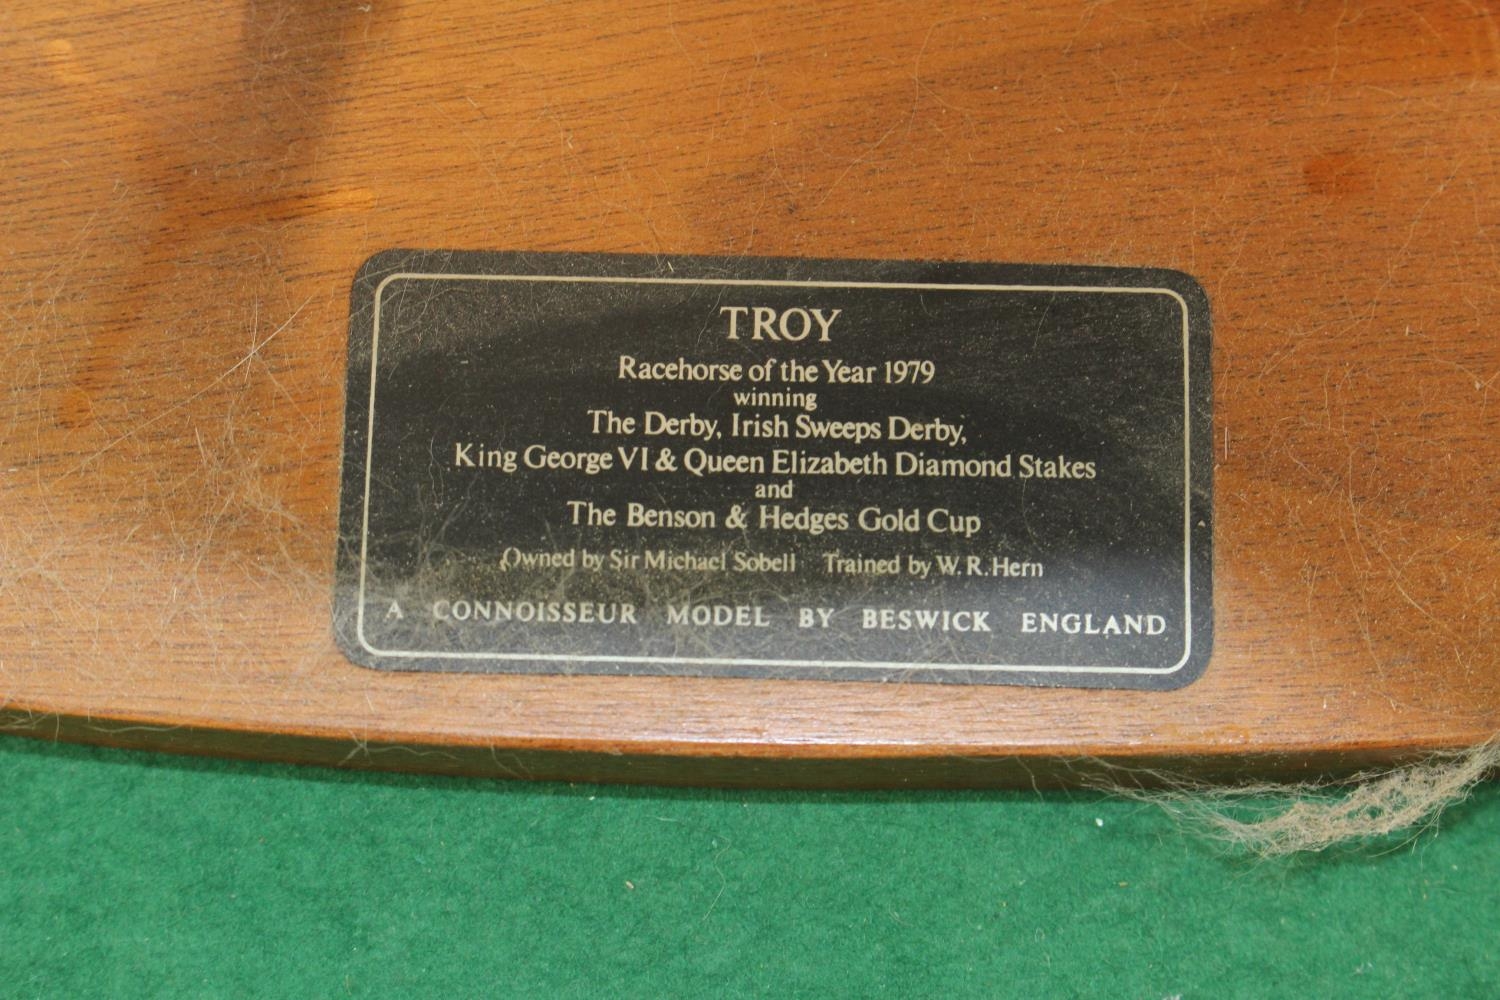 TROY
Racehorse of the Year 1979
winning
The Derby, Irish Sweeps Derby,
King George VI & Queen Elizabeth Diamond Stakes
and
The Benson & Hedges Gold Cup
Owned by Sir Michael Sobell Trained by W. R. Hern
A CONNOISSEUR MODEL BY BESWICK ENGLAND